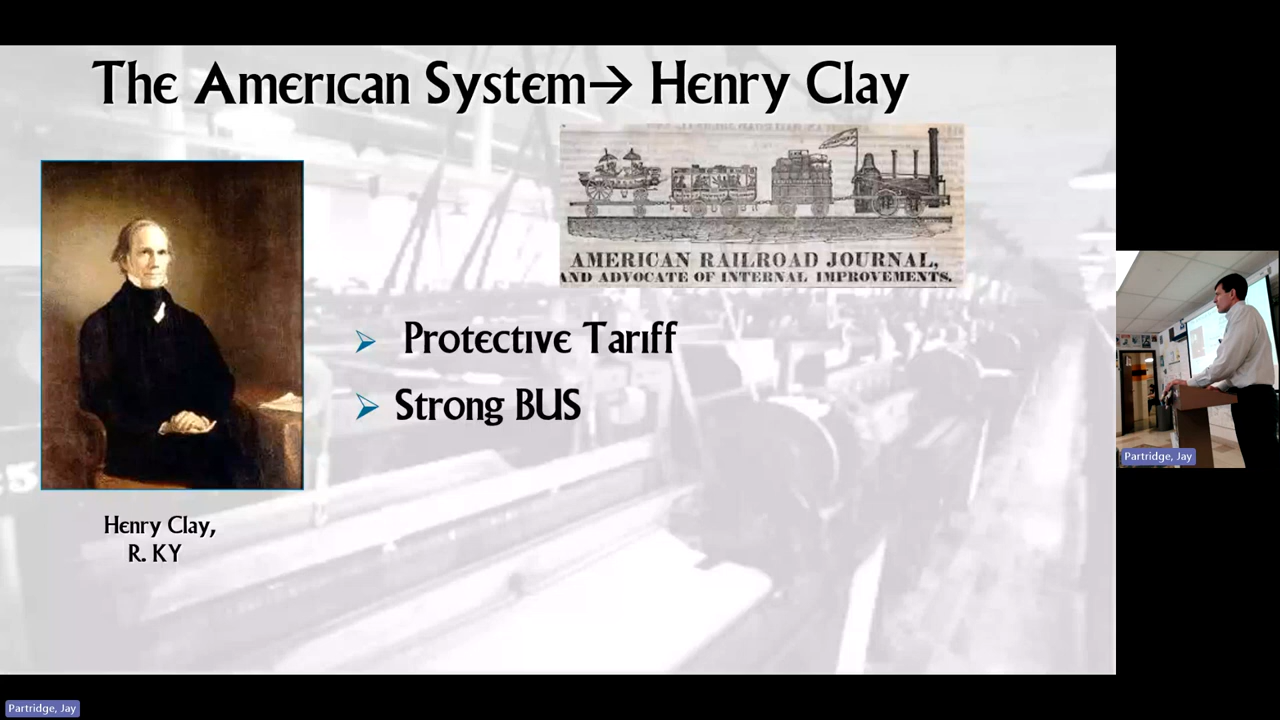 The American System→ Henry Clay
AMERICAN RAILROAD JOURNAL,
AND ADVOCATE OF INTERNAL IMPROVEMENTS.
➢ Protective Tariff
➢ Strong BUS
Henry Clay,
R. KY
Partridge, Jay
Partridge, Jay